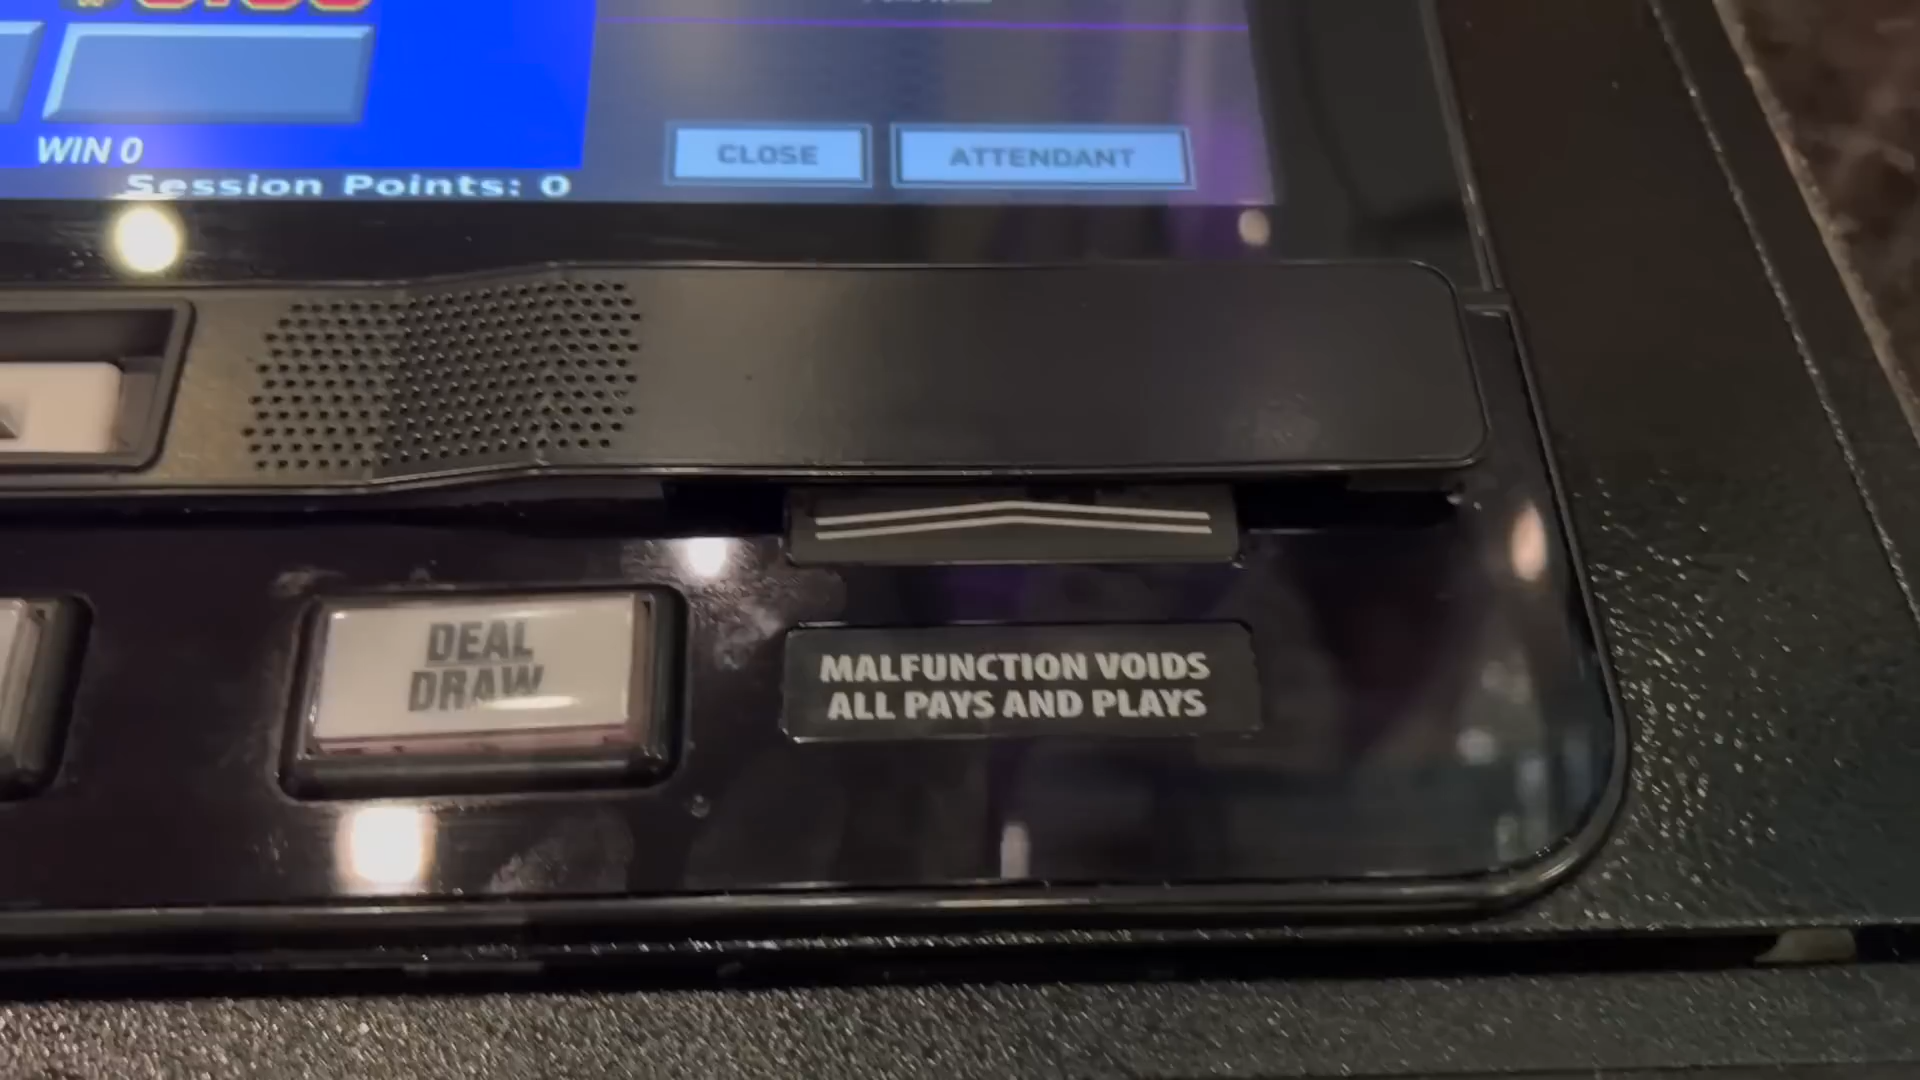 WIN 0
Session Points: 0
CLOSE
ATTENDANT
DEAL
DRAW
MALFUNCTION VOIDS
ALL PAYS AND PLAYS